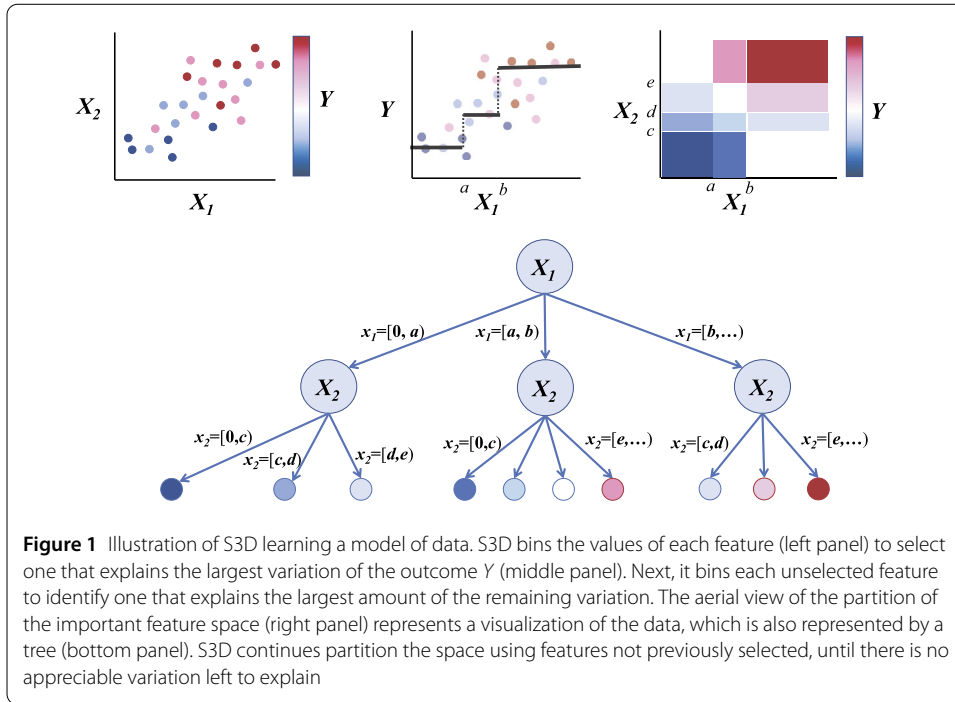 X2
X1
Y
Y
a
X1
b
e
X2
d
c
a
X1
b
Y
X1
x1=[0, a)
x1=[a, b)
x1=[b,...)
X2
X2
X2
x2=[0,c)
x2=[c,d)
x2=[d,e)
x2=[0,c)
x2=[e,...)
x2=[c,d)
x2=[e,...)
Figure 1 Illustration of S3D learning a model of data. S3D bins the values of each feature (left panel) to select
one that explains the largest variation of the outcome Y (middle panel). Next, it bins each unselected feature
to identify one that explains the largest amount of the remaining variation. The aerial view of the partition of
the important feature space (right panel) represents a visualization of the data, which is also represented by a
tree (bottom panel). S3D continues partition the space using features not previously selected, until there is no
appreciable variation left to explain